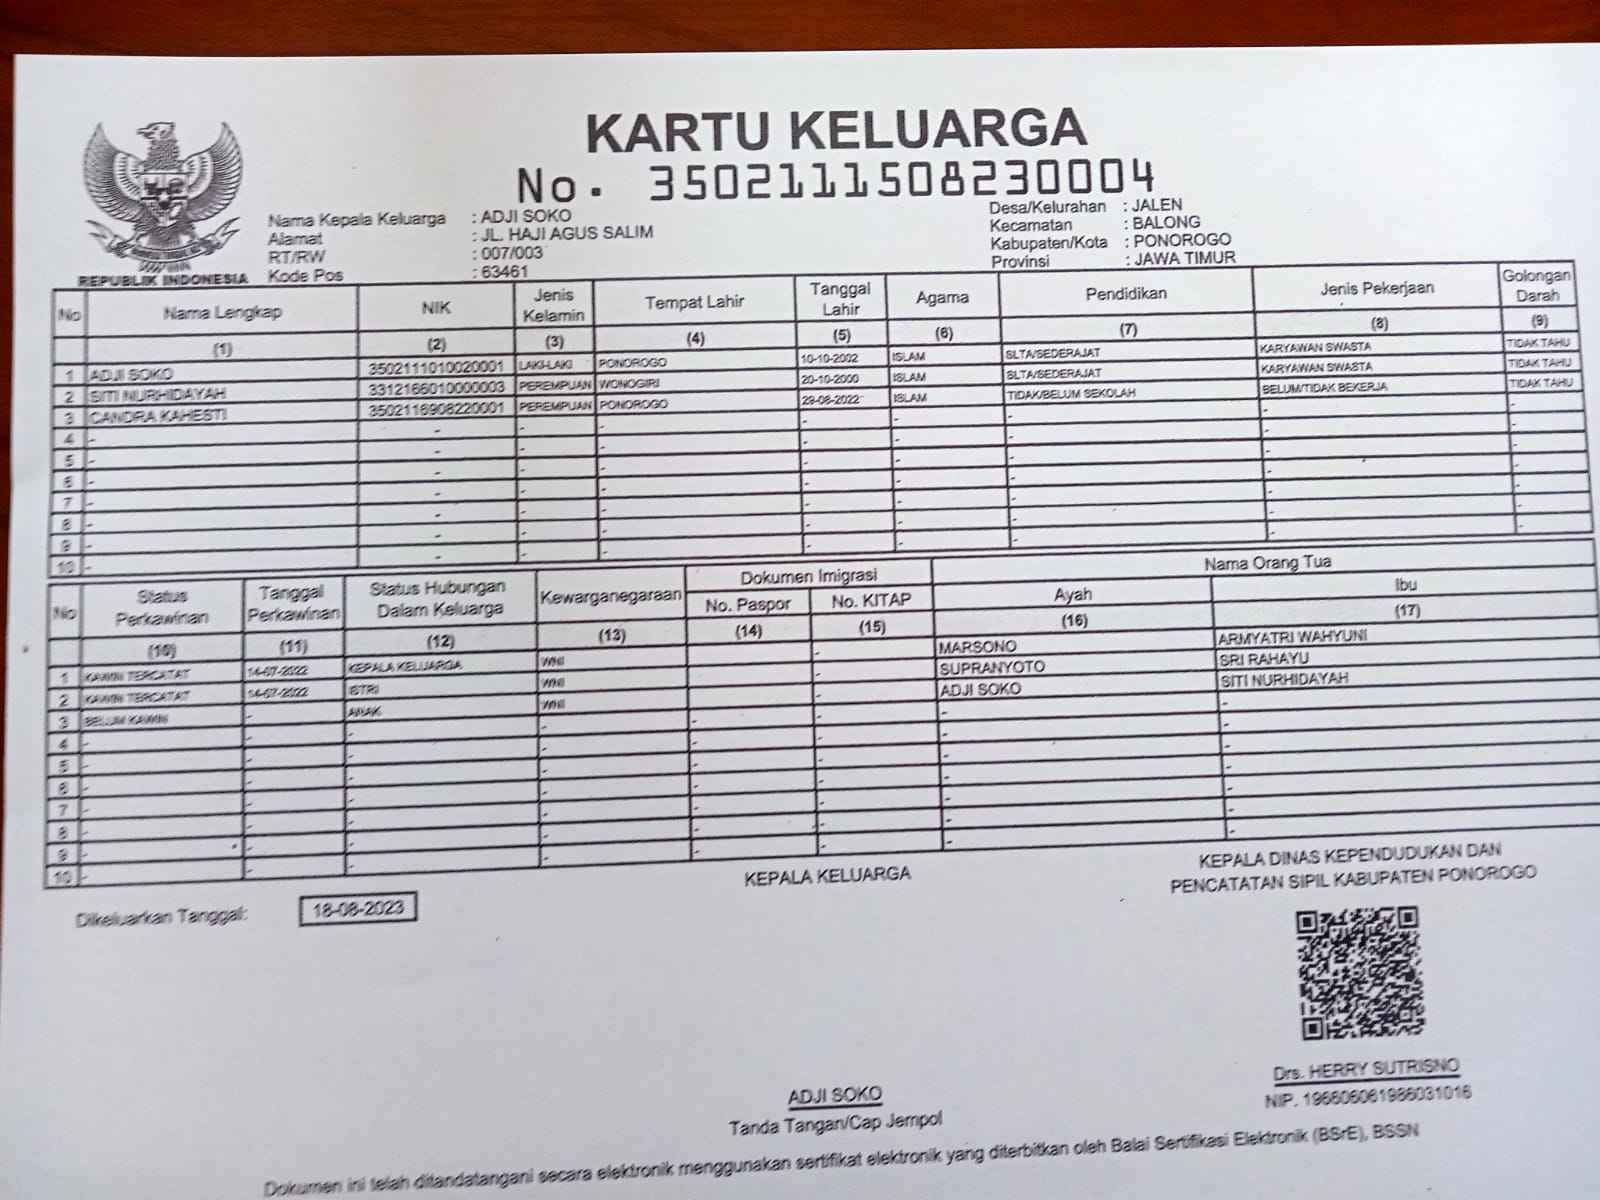 KARTU KELUARGA
No. 3502111508230004
REPUBLIK INDONESIA
Nama Kepala Keluarga : ADJI SOKO
Alamat : JL. HAJI AGUS SALIM
RT/RW : 007/003
Kode Pos : 63461
Desa/Kelurahan : JALEN
Kecamatan : BALONG
Kabupaten/Kota : PONOROGO
Provinsi : JAWA TIMUR
No Nama Lengkap NIK Jenis Kelamin Tempat Lahir Tanggal Lahir Agama Pendidikan Jenis Pekerjaan Golongan Darah
(1) (2) (3) (4) (5) (6) (7) (8) (9)
1 ADJI SOKO 3502111010020001 LAKI-LAKI PONOROGO 10-10-2002 ISLAM SLTA/SEDERAJAT KARYAWAN SWASTA TIDAK TAHU
2 SITI NURHIDAYAH 3312166010000003 PEREMPUAN WONOGIRI 20-10-2000 ISLAM SLTA/SEDERAJAT KARYAWAN SWASTA TIDAK TAHU
3 CANDRA KAHESTI 3502116908220001 PEREMPUAN PONOROGO 29-08-2022 ISLAM TIDAK/BELUM SEKOLAH BELUM/TIDAK BEKERJA TIDAK TAHU
4 - - - - - - - - -
5 - - - - - - - - -
6 - - - - - - - - -
7 - - - - - - - - -
8 - - - - - - - - -
9 - - - - - - - - -
10 - - - - - - - - -
No Status Perkawinan Tanggal Perkawinan Status Hubungan Dalam Keluarga Kewarganegaraan Dokumen Imigrasi Nama Orang Tua
No. Paspor No. KITAP Ayah Ibu
(10) (11) (12) (13) (14) (15) (16) (17)
1 KAWIN TERCATAT 14-07-2022 KEPALA KELUARGA WNI - MARSONO ARMYATRI WAHYUNI
2 KAWIN TERCATAT 14-07-2022 ISTRI WNI - SUPRANYOTO SRI RAHAYU
3 BELUM KAWIN - ANAK WNI - - ADJI SOKO SITI NURHIDAYAH
4 - - - - - - - -
5 - - - - - - - -
6 - - - - - - - -
7 - - - - - - - -
8 - - - - - - - -
9 - - - - - - - -
10 - - - - - - - -
Dikeluarkan Tanggal: 18-08-2023
KEPALA KELUARGA
ADJI SOKO
Tanda Tangan/Cap Jempol
KEPALA DINAS KEPENDUDUKAN DAN
PENCATATAN SIPIL KABUPATEN PONOROGO
Drs. HERRY SUTRISNO
NIP. 196606061986031016
Dokumen ini telah ditandatangani secara elektronik menggunakan sertifikat elektronik yang diterbitkan oleh Balai Sertifikasi Elektronik (BSrE), BSSN